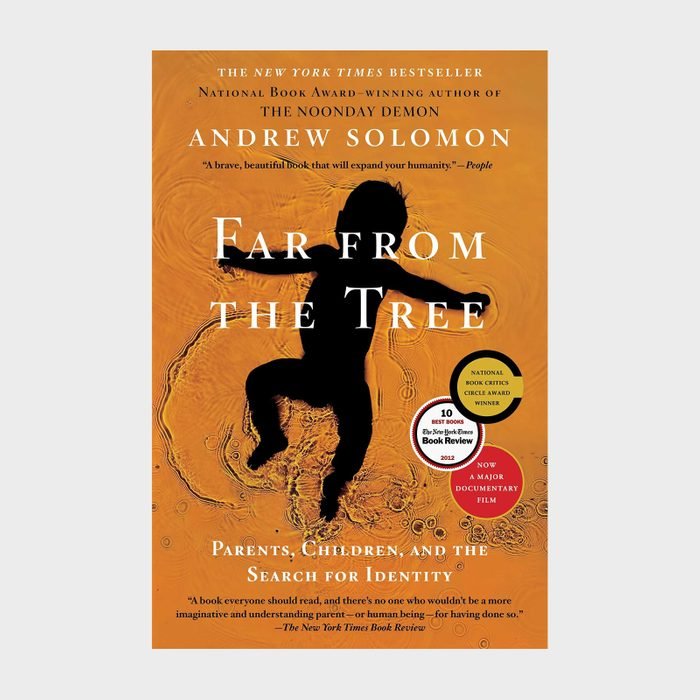 THE NEW YORK TIMES BESTSELLER
NATIONAL BOOK AWARD–WINNING AUTHOR OF
THE NOONDAY DEMON
ANDREW SOLOMON
“A brave, beautiful book that will expand your humanity.”—People
FAR FROM
THE TREE
NATIONAL
BOOK CRITICS
CIRCLE AWARD
WINNER
10
BEST BOOKS
The New York Times
Book Review
2012
NOW
A MAJOR
DOCUMENTARY
FILM
PARENTS, CHILDREN, AND THE
SEARCH FOR IDENTITY
“A book everyone should read, and there’s no one who wouldn’t be a more
imaginative and understanding parent—or human being—for having done so.”
—The New York Times Book Review